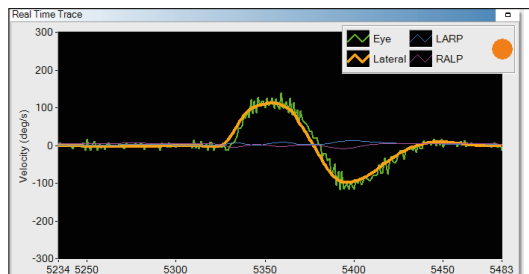 Real Time Trace
300
200
100
0
-100
-200
-300
Velocity (deg/s)
Eye
LARP
Lateral
RALP
5234 5250 5300 5350 5400 5483